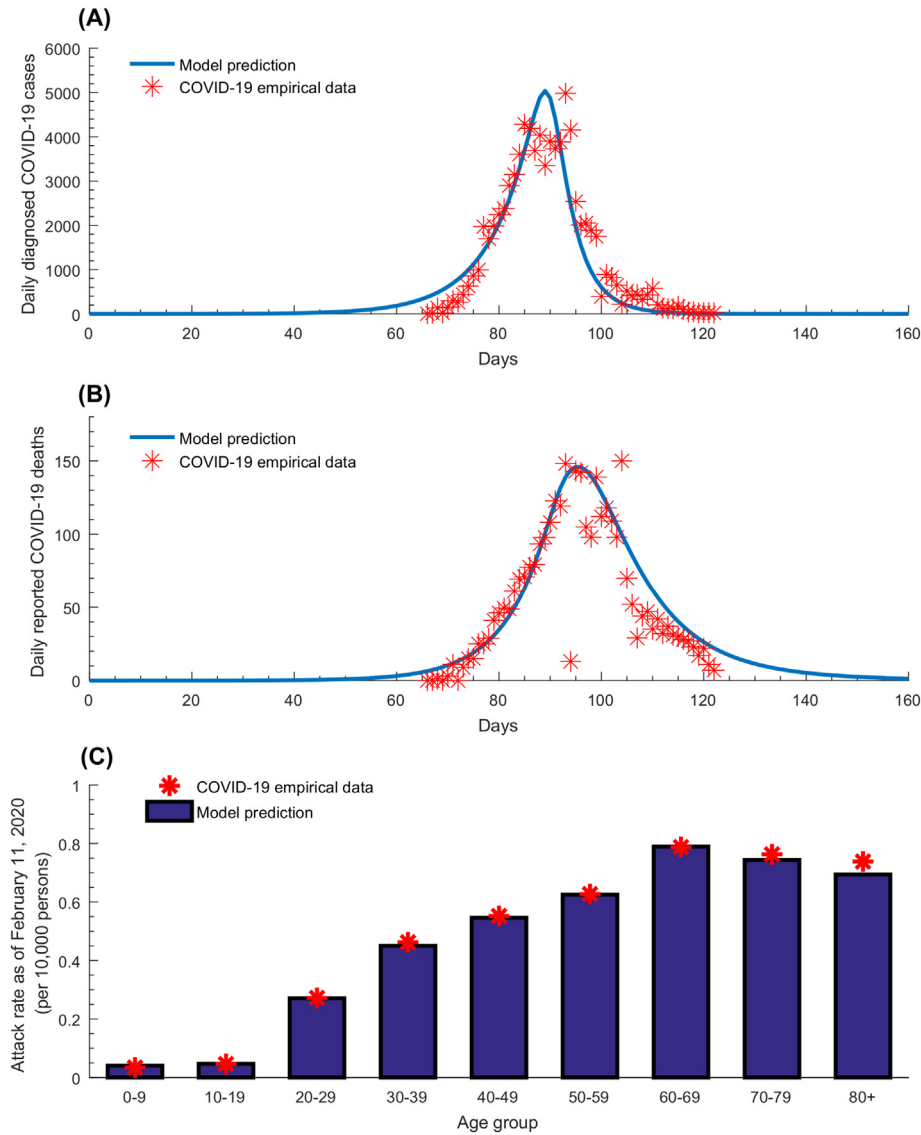 (A)
Daily diagnosed COVID-19 cases
6000
5000
4000
3000
2000
1000
0
Model prediction
COVID-19 empirical data
0 20 40 60 80 100 120 140 160
Days
(B)
Daily reported COVID-19 deaths
150
100
50
0
Model prediction
COVID-19 empirical data
0 20 40 60 80 100 120 140 160
Days
(C)
Attack rate as of February 11, 2020
(per 10,000 persons)
1
0.8
0.6
0.4
0.2
0
COVID-19 empirical data
Model prediction
0-9 10-19 20-29 30-39 40-49 50-59 60-69 70-79 80+
Age group